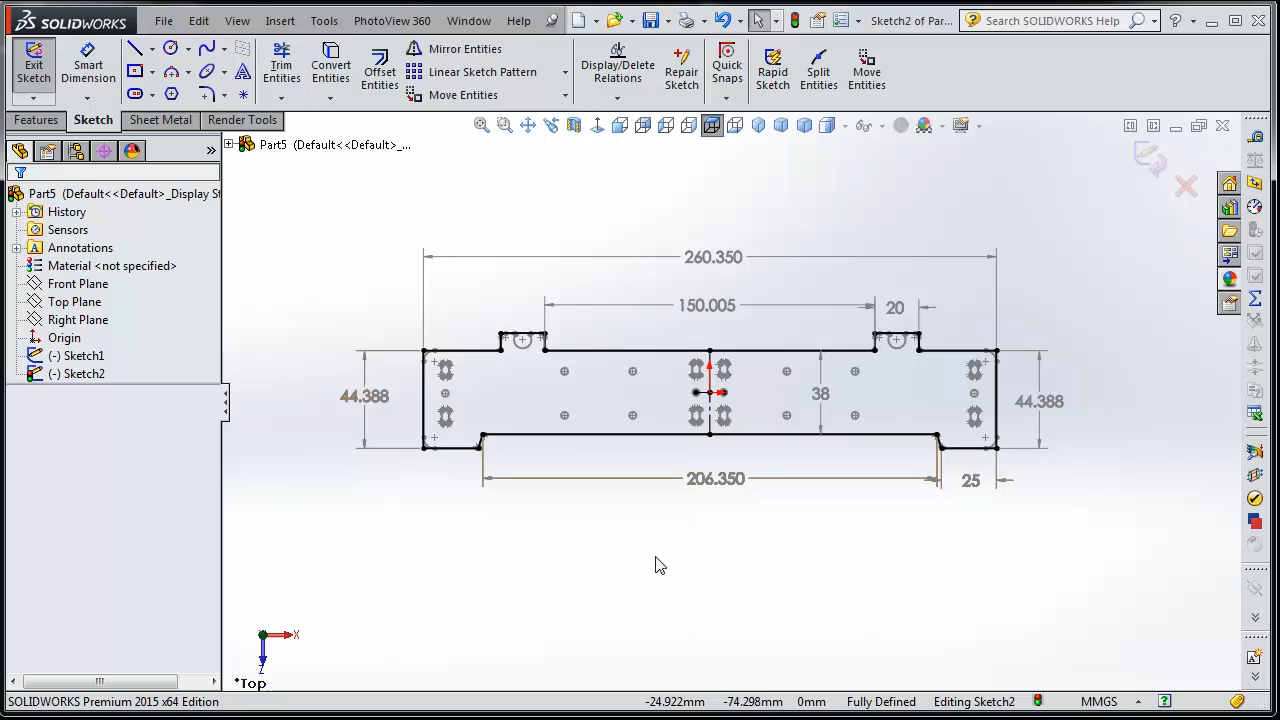 SOLIDWORKS File Edit View Insert Tools PhotoView 360 Window Help Sketch2 of Par... Search SOLIDWORKS Help
Exit Sketch
Smart Dimension
Trim Entities
Convert Entities
Offset Entities
Mirror Entities
Linear Sketch Pattern
Move Entities
Display/Delete Relations
Repair Sketch
Quick Snaps
Rapid Sketch
Split Entities
Move Entities
Features Sketch Sheet Metal Render Tools
Part5 (Default<<Default>_...
Part5 (Default<<Default>_Display St
History
Sensors
Annotations
Material <not specified>
Front Plane
Top Plane
Right Plane
Origin
(-) Sketch1
(-) Sketch2
260.350
150.005
20
44.388
38
44.388
206.350
25
X
Z
*Top
SOLIDWORKS Premium 2015 x64 Edition -24.922mm -74.298mm 0mm Fully Defined Editing Sketch2 MMGS